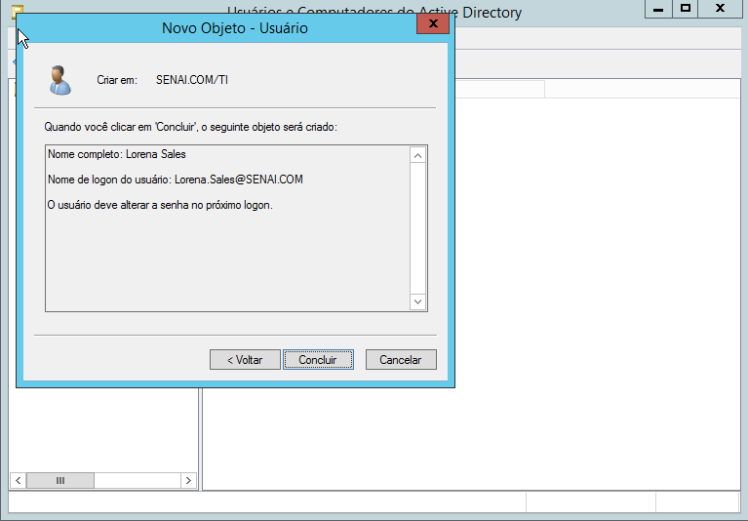 Usuários e Computadores do Active Directory
Novo Objeto - Usuário
Criar em: SENAI.COM/TI
Quando você clicar em 'Concluir', o seguinte objeto será criado:
Nome completo: Lorena Sales
Nome de logon do usuário: Lorena.Sales@SENAI.COM
O usuário deve alterar a senha no próximo logon.
< Voltar
Concluir
Cancelar